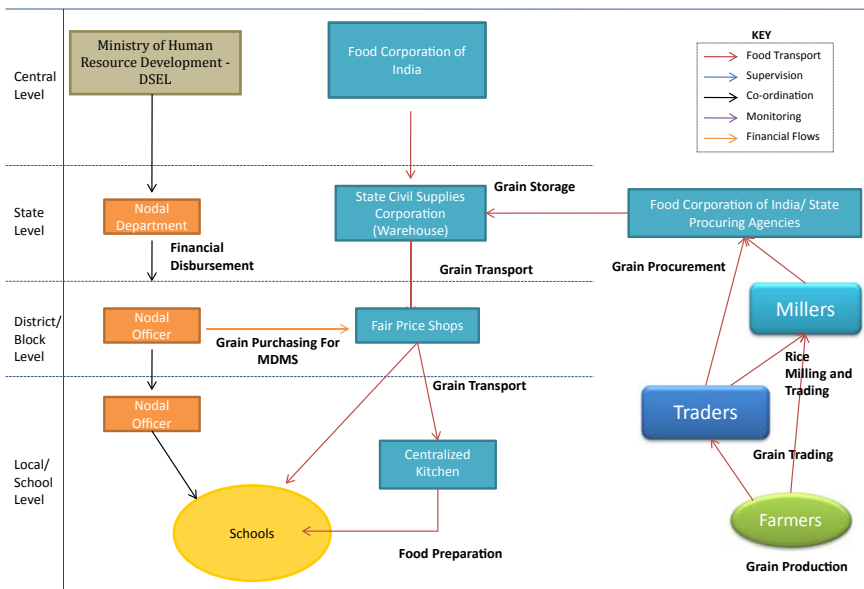 Central
Level
Ministry of Human
Resource Development -
DSEL
Food Corporation of
India
KEY
Food Transport
Supervision
Co-ordination
Monitoring
Financial Flows
State
Level
Nodal
Department
Financial
Disbursement
State Civil Supplies
Corporation
(Warehouse)
Grain Storage
Food Corporation of India/ State
Procuring Agencies
Grain Transport
Grain Procurement
District/
Block
Level
Nodal
Officer
Grain Purchasing For
MDMS
Fair Price Shops
Millers
Rice
Milling and
Trading
Grain Transport
Local/
School
Level
Nodal
Officer
Traders
Centralized
Kitchen
Grain Trading
Schools
Food Preparation
Farmers
Grain Production